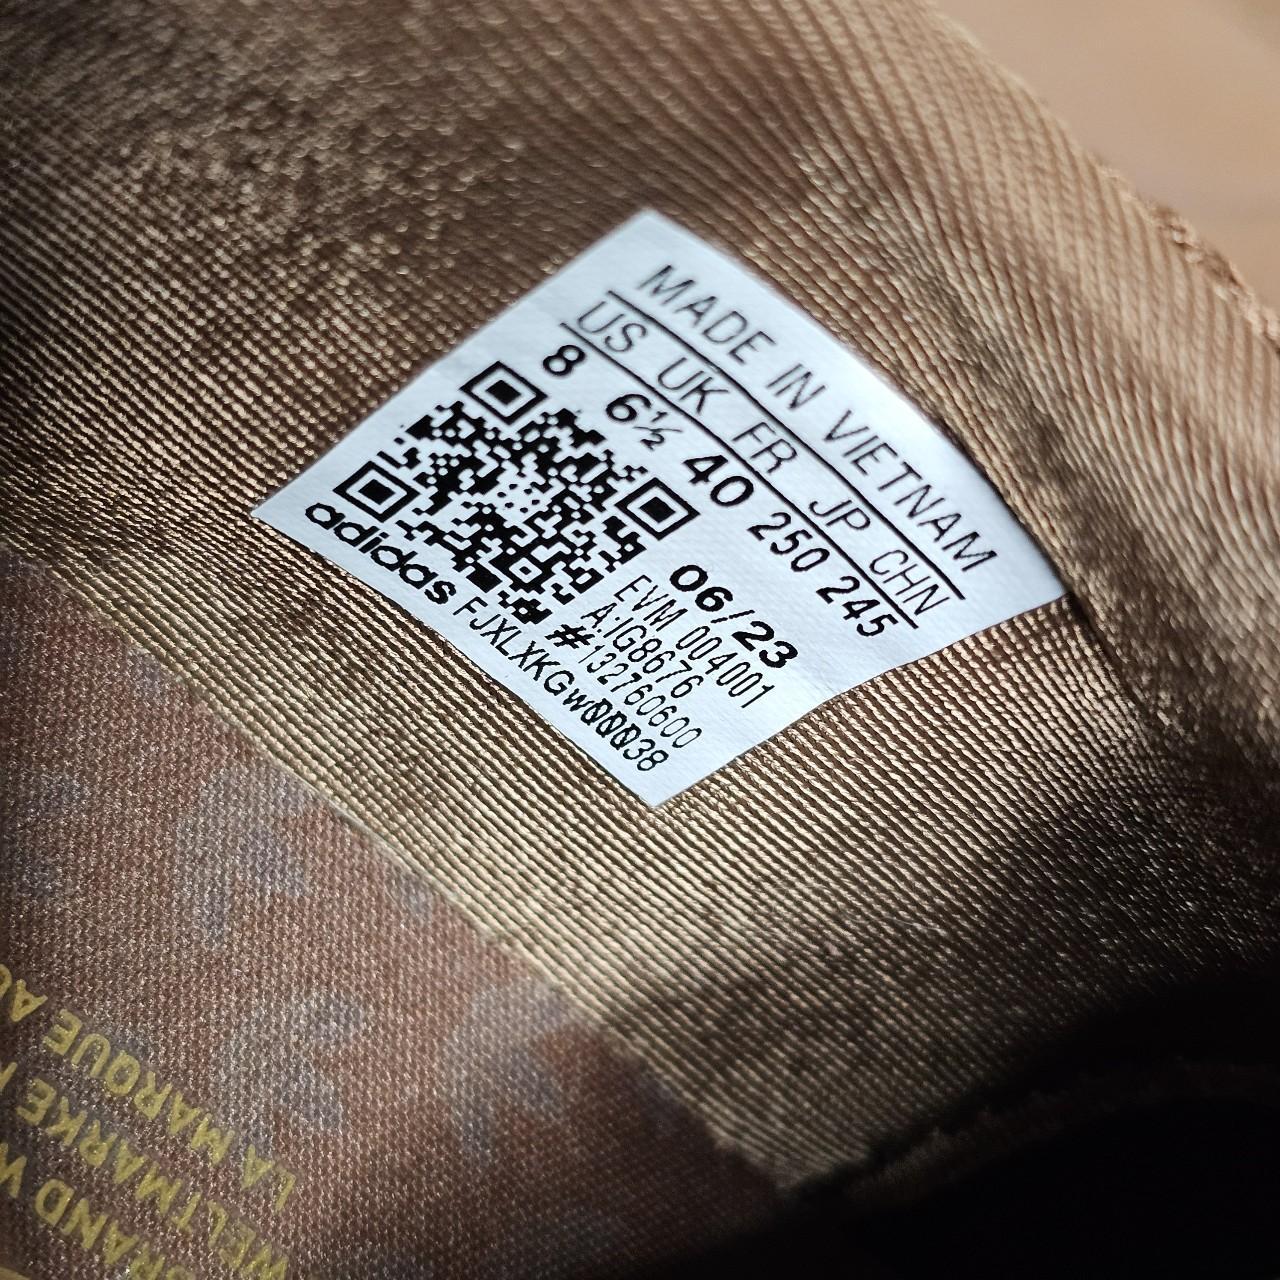 MADE IN VIETNAM
US UK FR JP CHN
8 6½ 40 250 245
06/23
EVM 004001
A:IG8676
#132760600
adidas FJXLXKGw00038
LA MARQUE
WELTMARKE